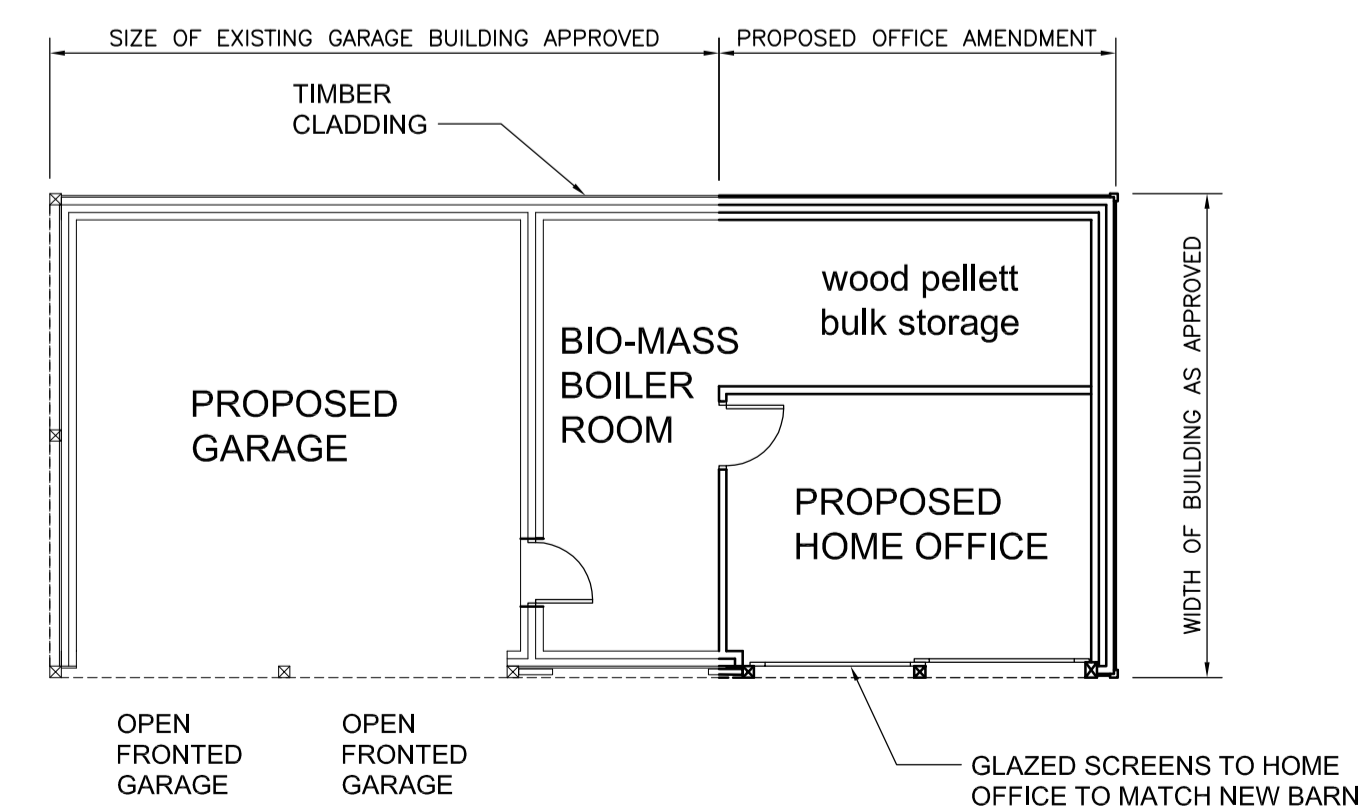 SIZE OF EXISTING GARAGE BUILDING APPROVED
PROPOSED OFFICE AMENDMENT
TIMBER
CLADDING
WIDTH OF BUILDING AS APPROVED
wood pellett
bulk storage
BIO-MASS
BOILER
ROOM
PROPOSED
GARAGE
PROPOSED
HOME OFFICE
OPEN
FRONTED
GARAGE
OPEN
FRONTED
GARAGE
GLAZED SCREENS TO HOME
OFFICE TO MATCH NEW BARN